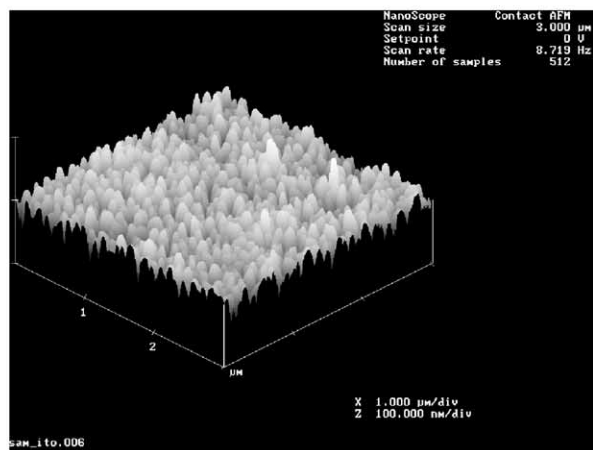 NanoScope Contact AFM
Scan size 3.000 µm
Setpoint 0 V
Scan rate 8.719 Hz
Number of samples 512
1
2
µm
X 1.000 µm/div
Z 100.000 nm/div
sam_ito.006